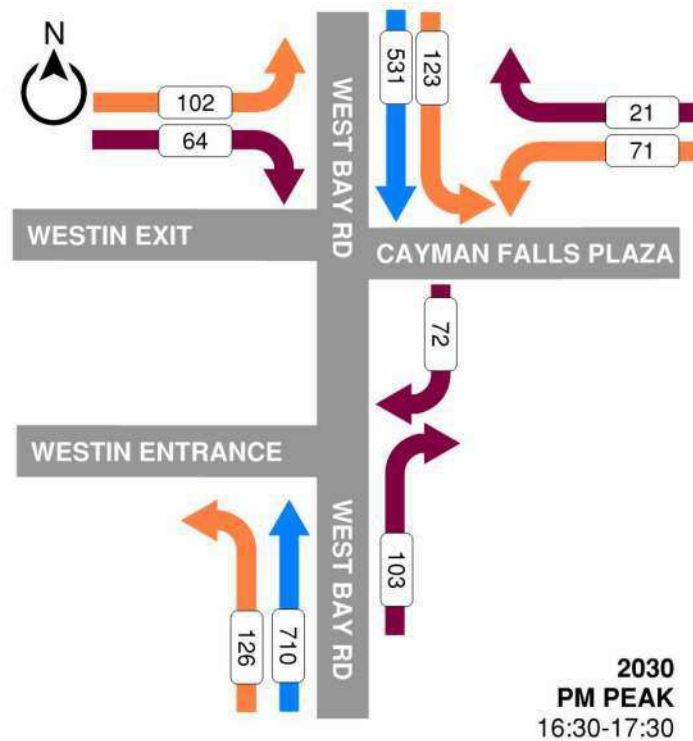 N
102
64
WEST BAY RD
531
123
21
71
WESTIN EXIT
CAYMAN FALLS PLAZA
72
WESTIN ENTRANCE
WEST BAY RD
103
126
710
2030
PM PEAK
16:30-17:30